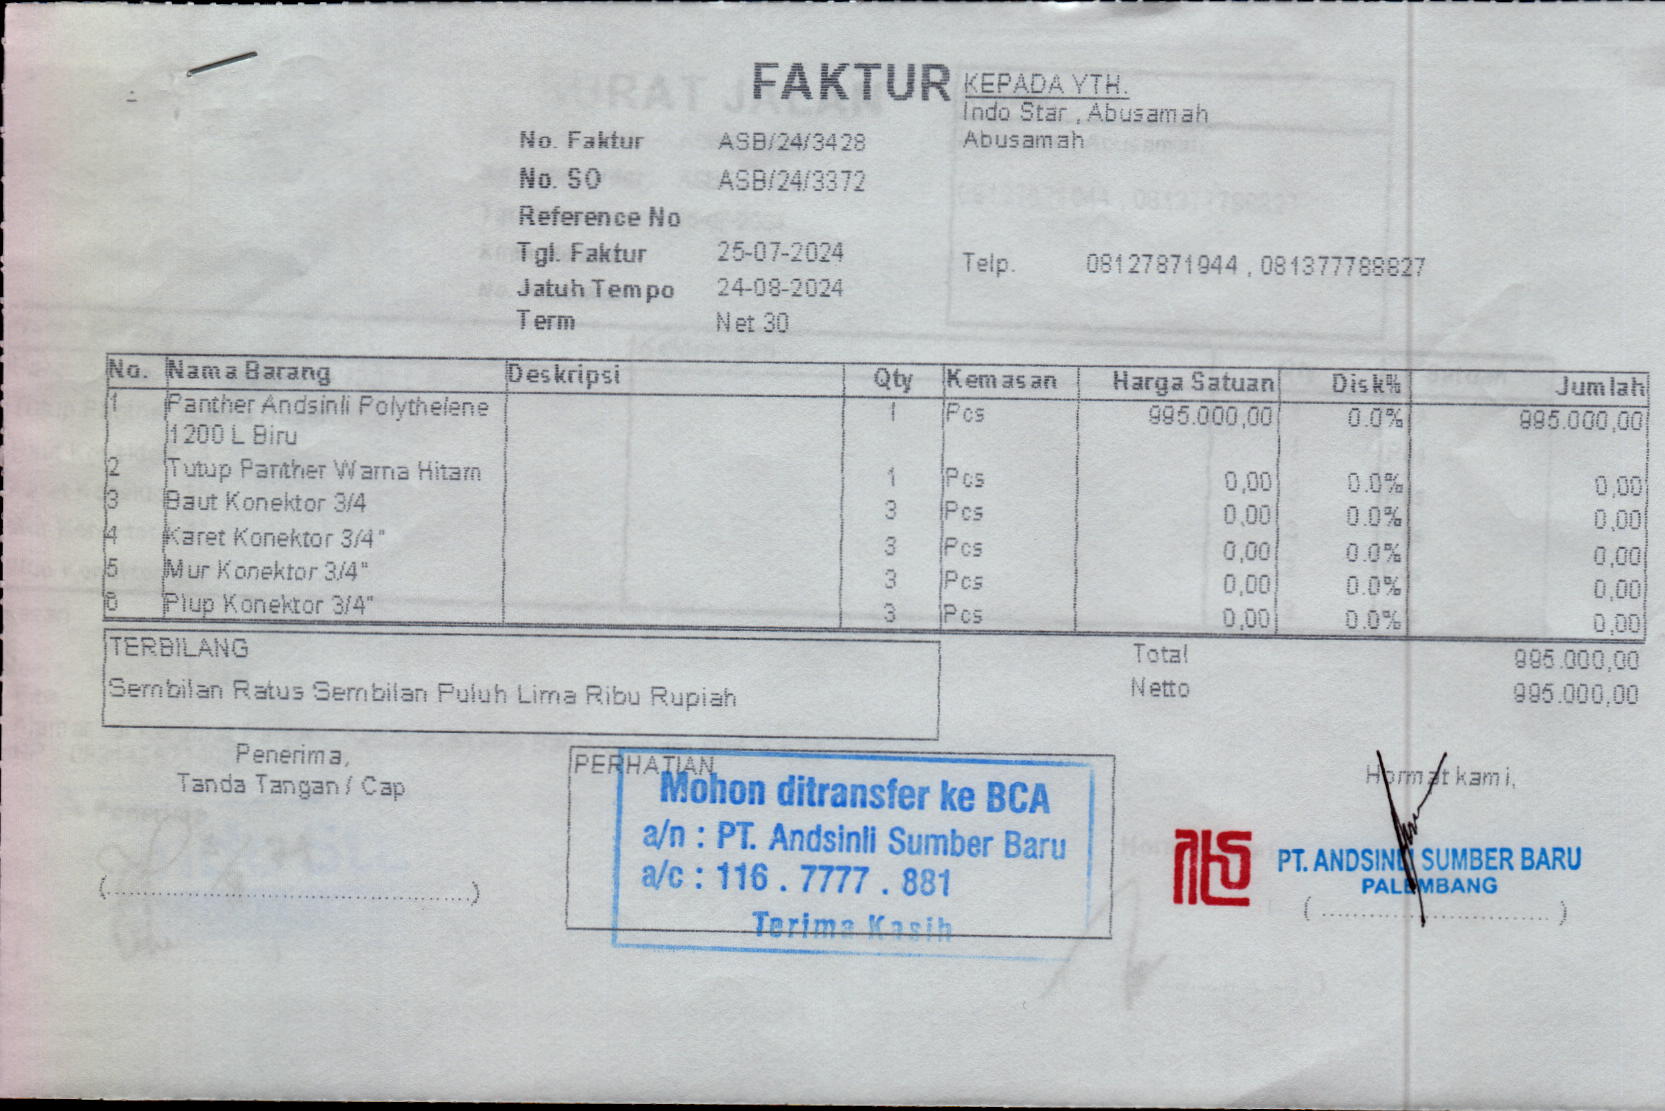 FAKTUR
KEPADA YTH.
Indo Star , Abusamah
Abusamah
No. Faktur ASB/24/3428
No. SO ASB/24/3372
Reference No
Tgl. Faktur 25-07-2024
Telp. 08127871944 , 081377788827
Jatuh Tempo 24-08-2024
Term Net 30
No. Nama Barang Deskripsi Qty Kemasan Harga Satuan Disk% Jumlah
1 Panther Andsinli Polythelene 1 Pcs 995.000,00 0.0% 995.000,00
1200 L Biru
2 Tutup Panther Warna Hitam 1 Pcs 0,00 0.0% 0,00
3 Baut Konektor 3/4 3 Pcs 0,00 0.0% 0,00
4 Karet Konektor 3/4" 3 Pcs 0,00 0.0% 0,00
5 Mur Konektor 3/4" 3 Pcs 0,00 0.0% 0,00
6 Plup Konektor 3/4" 3 Pcs 0,00 0.0% 0,00
TERBILANG
Sembilan Ratus Sembilan Puluh Lima Ribu Rupiah
Total 995.000,00
Netto 995.000,00
Penerima,
Tanda Tangan / Cap
(..........................................)
PERHATIAN
Mohon ditransfer ke BCA
a/n : PT. Andsinli Sumber Baru
a/c : 116 . 7777 . 881
Terima Kasih
Hormat kami,
PT. ANDSINLI SUMBER BARU
PALEMBANG
(..............................)